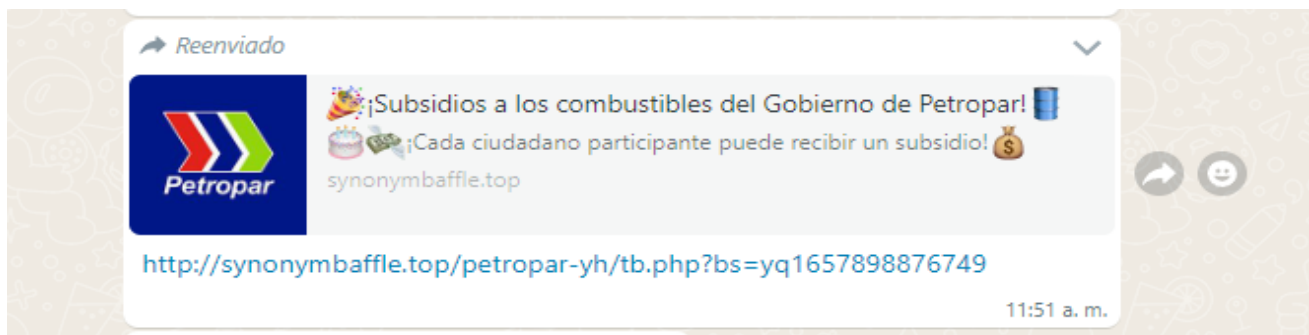 Reenviado
🎉¡Subsidios a los combustibles del Gobierno de Petropar!🛢️
🎂💸¡Cada ciudadano participante puede recibir un subsidio!💰
Petropar
synonymbaffle.top
http://synonymbaffle.top/petropar-yh/tb.php?bs=yq1657898876749
11:51 a. m.